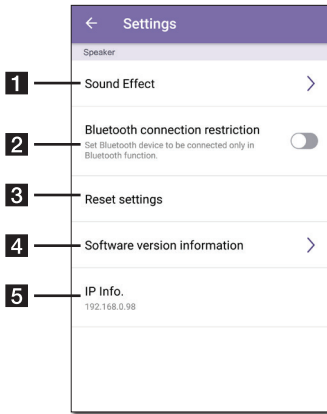 ← Settings
Speaker
1 Sound Effect
2 Bluetooth connection restriction
Set Bluetooth device to be connected only in
Bluetooth function.
3 Reset settings
4 Software version information
5 IP Info.
192.168.0.98